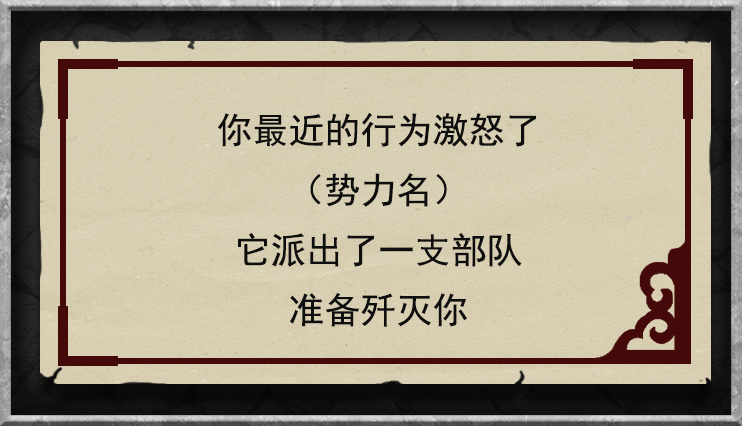 你最近的行为激怒了
（势力名）
它派出了一支部队
准备歼灭你